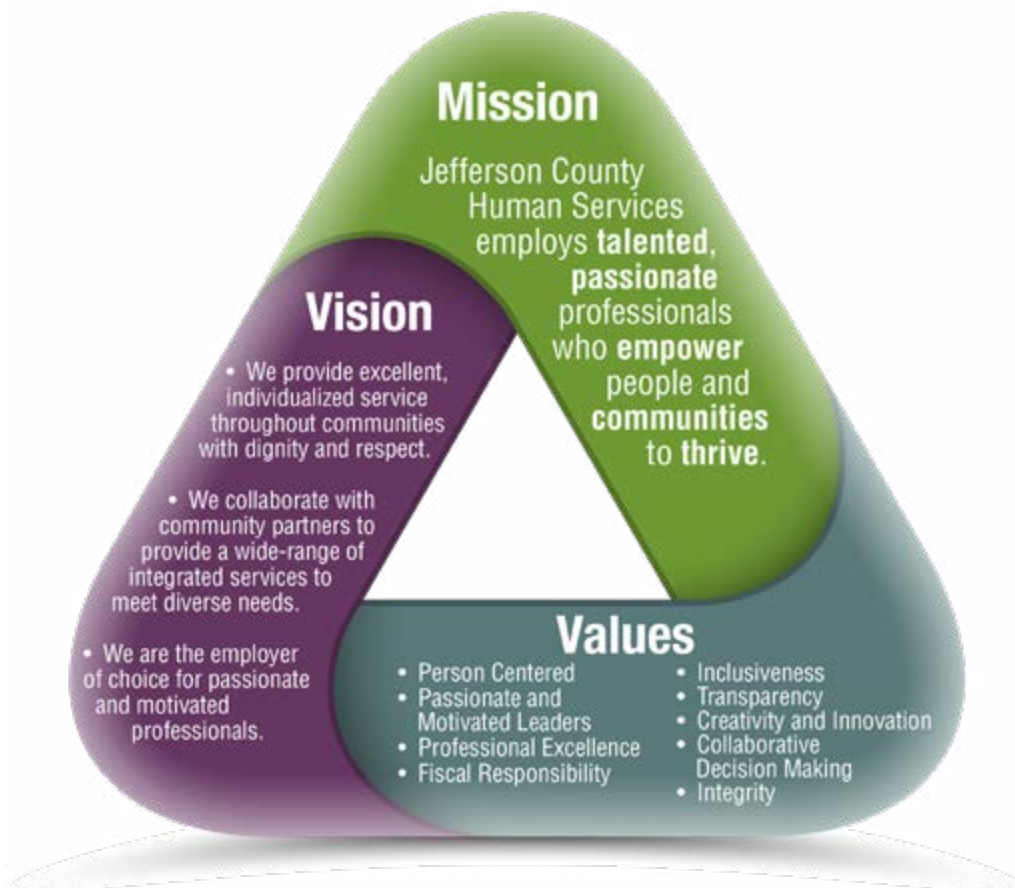 Mission
Jefferson County
Human Services
employs talented,
passionate
professionals
who empower
people and
communities
to thrive.
Vision
• We provide excellent,
individualized service
throughout communities
with dignity and respect.
• We collaborate with
community partners to
provide a wide-range of
integrated services to
meet diverse needs.
• We are the employer
of choice for passionate
and motivated
professionals.
Values
• Person Centered
• Passionate and
Motivated Leaders
• Professional Excellence
• Fiscal Responsibility
• Inclusiveness
• Transparency
• Creativity and Innovation
• Collaborative
Decision Making
• Integrity